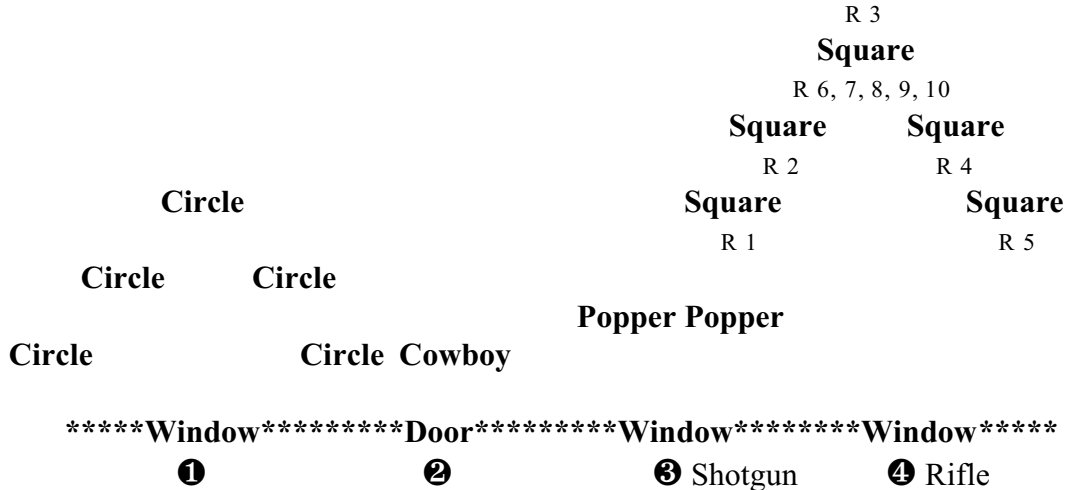 R 3
Square
R 6, 7, 8, 9, 10
Square Square
R 2 R 4
Circle Square Square
R 1 R 5
Circle Circle
Popper Popper
Circle Circle Cowboy
*****Window*********Door*********Window********Window*****
❶ ❷ ❸ Shotgun ❹ Rifle